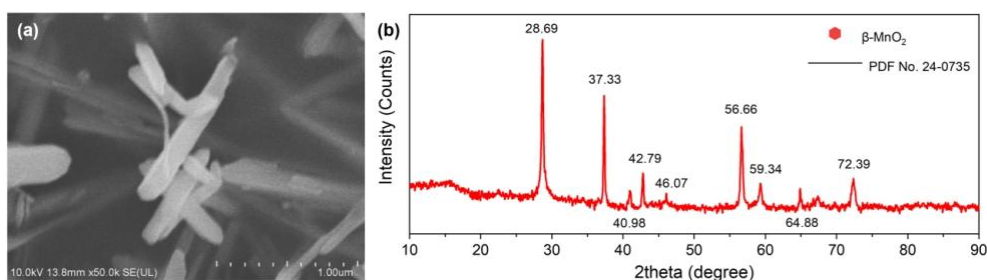 (a)
10.0kV 13.8mm x50.0k SE(UL)
1.00um
(b)
Intensity (Counts)
28.69
37.33
40.98
42.79
46.07
56.66
59.34
64.88
72.39
β-MnO₂
PDF No. 24-0735
10
20
30
40
50
60
70
80
90
2theta (degree)